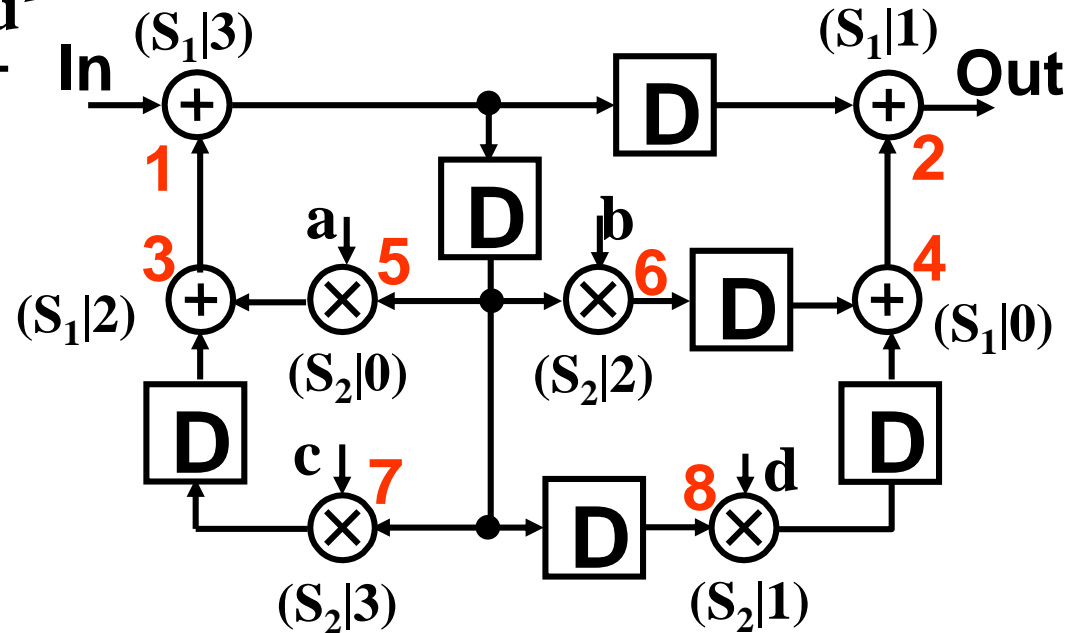 (S₁|3) (S₁|1)
In + D + Out
1 2
D
a b
3 5 6 4
+ × × D +
(S₁|2) (S₁|0)
(S₂|0) (S₂|2)
D D
c 7 8 d
× D ×
(S₂|3) (S₂|1)